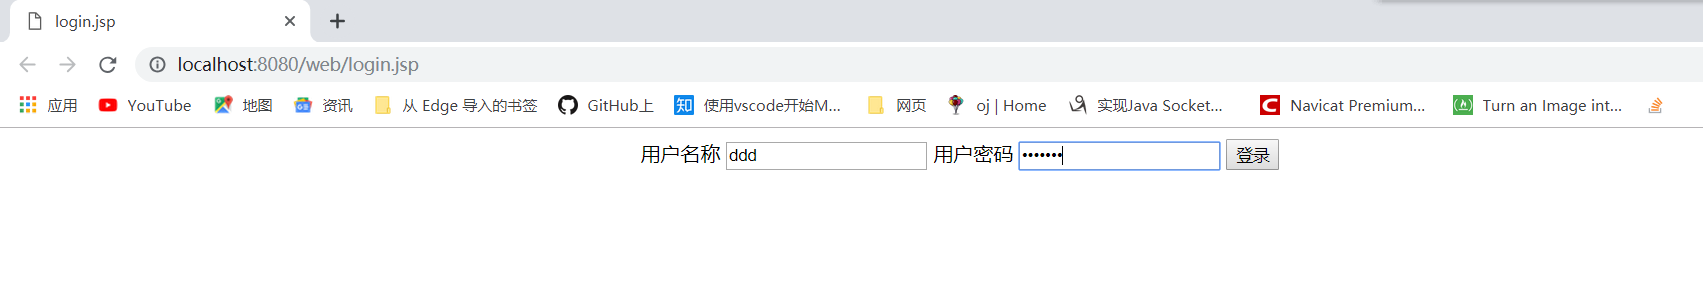 login.jsp
localhost:8080/web/login.jsp
应用 YouTube 地图 资讯 从 Edge 导入的书签 GitHub上 知 使用vscode开始M... 网页 oj | Home 实现Java Socket... C Navicat Premium... Turn an Image int...
用户名称 ddd 用户密码 ••••••• 登录